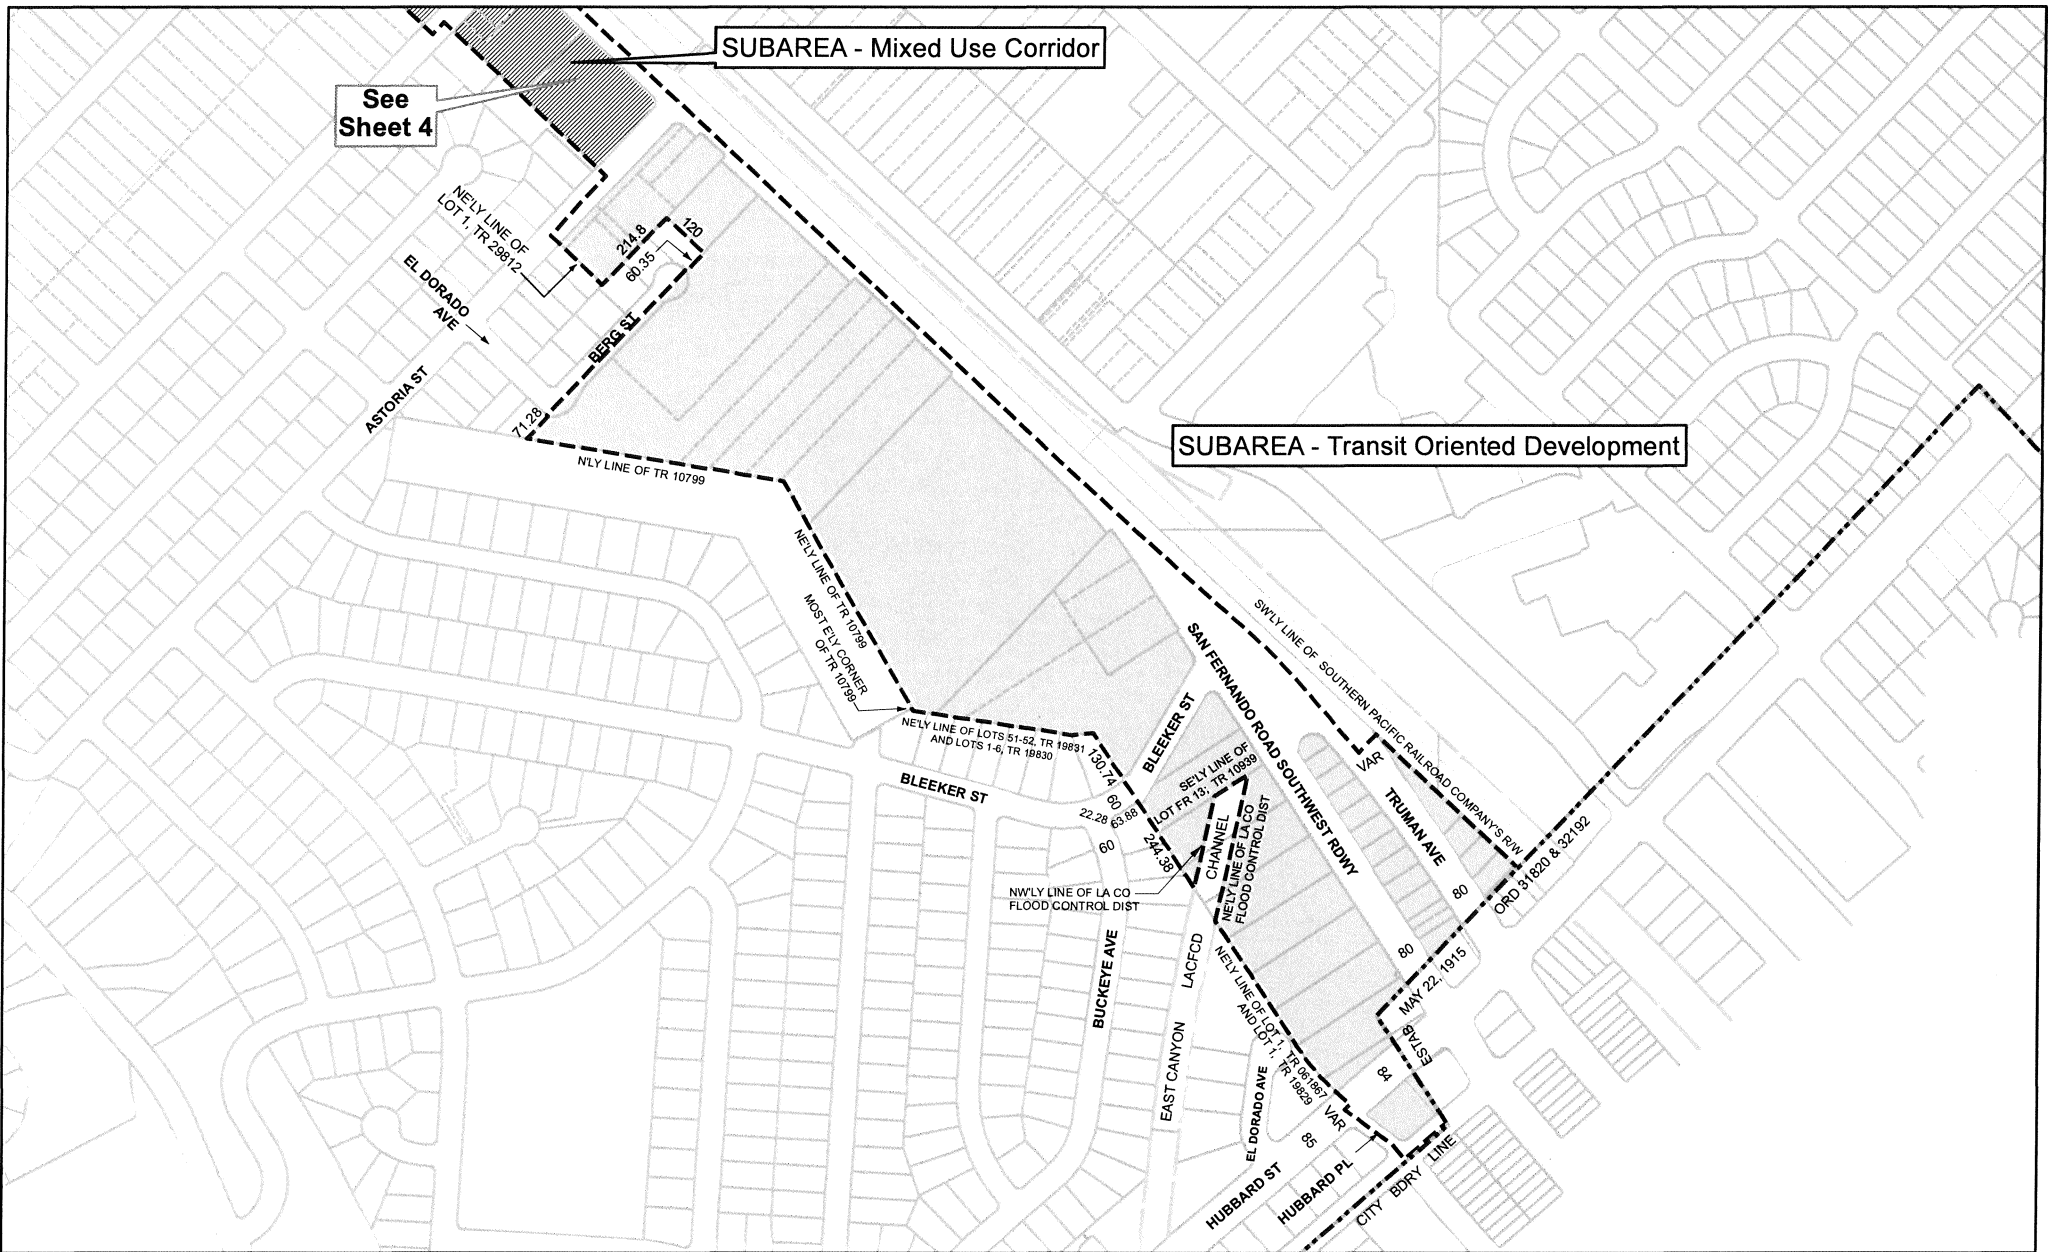 SUBAREA - Mixed Use Corridor
See
Sheet 4
NE'LY LINE OF
LOT 1, TR 29812
214.8
120
60.35
EL DORADO
AVE
BERG ST
ASTORIA ST
71.28
N'LY LINE OF TR 10799
SUBAREA - Transit Oriented Development
NE'LY LINE OF TR 10799
MOST E'LY CORNER
OF TR 10799
SW'LY LINE OF SOUTHERN PACIFIC RAILROAD COMPANY'S R/W
SAN FERNANDO ROAD SOUTHWEST RDWY
BLEEKER ST
NE'LY LINE OF LOTS 51-52, TR 19831
AND LOTS 1-6, TR 19830
130.74
SE'LY LINE OF
LOT FR 13; TR 10939
VAR
TRUMAN AVE
BLEEKER ST
60
22.28
63.88
60
244.38
CHANNEL
NE'LY LINE OF LA CO
FLOOD CONTROL DIST
NW'LY LINE OF LA CO
FLOOD CONTROL DIST
80
ORD 31820 & 32192
80
MAY 22, 1915
ESTAB
BUCKEYE AVE
LACFCD
EAST CANYON
NE'LY LINE OF LOT 1, TR 061867
AND LOT 1, TR 19829
84
EL DORADO AVE
VAR
85
HUBBARD ST
HUBBARD PL
CITY BDRY LINE